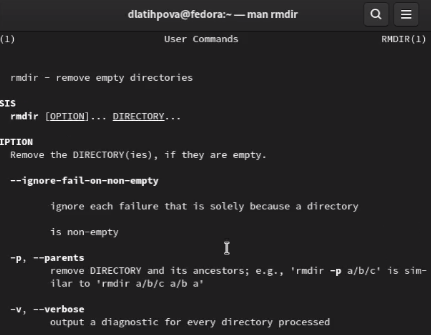 dlatihpova@fedora:~ — man rmdir
(1) User Commands RMDIR(1)
rmdir - remove empty directories
SIS
rmdir [OPTION]... DIRECTORY...
IPTION
Remove the DIRECTORY(ies), if they are empty.
--ignore-fail-on-non-empty
ignore each failure that is solely because a directory
is non-empty
-p, --parents
remove DIRECTORY and its ancestors; e.g., 'rmdir -p a/b/c' is sim-
ilar to 'rmdir a/b/c a/b a'
-v, --verbose
output a diagnostic for every directory processed